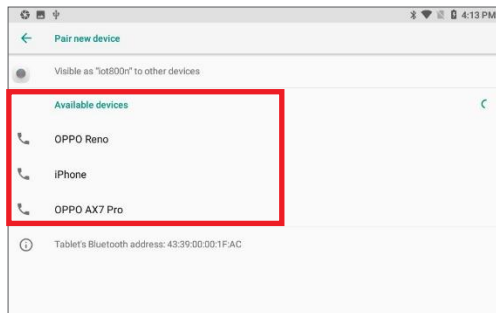 4:13 PM
Pair new device
Visible as "iot800n" to other devices
Available devices
OPPO Reno
iPhone
OPPO AX7 Pro
Tablet's Bluetooth address: 43:39:00:00:1F:AC